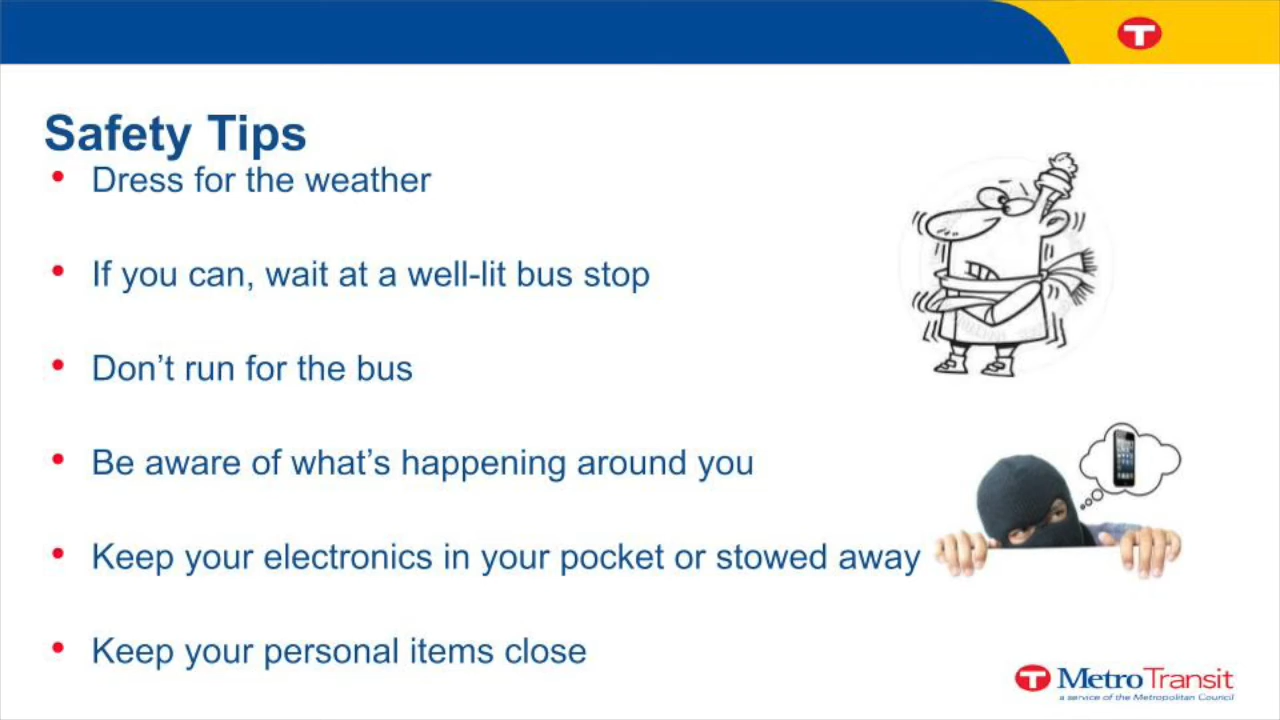 T
Safety Tips
• Dress for the weather
• If you can, wait at a well-lit bus stop
• Don’t run for the bus
• Be aware of what’s happening around you
• Keep your electronics in your pocket or stowed away
• Keep your personal items close
T MetroTransit
a service of the Metropolitan Council